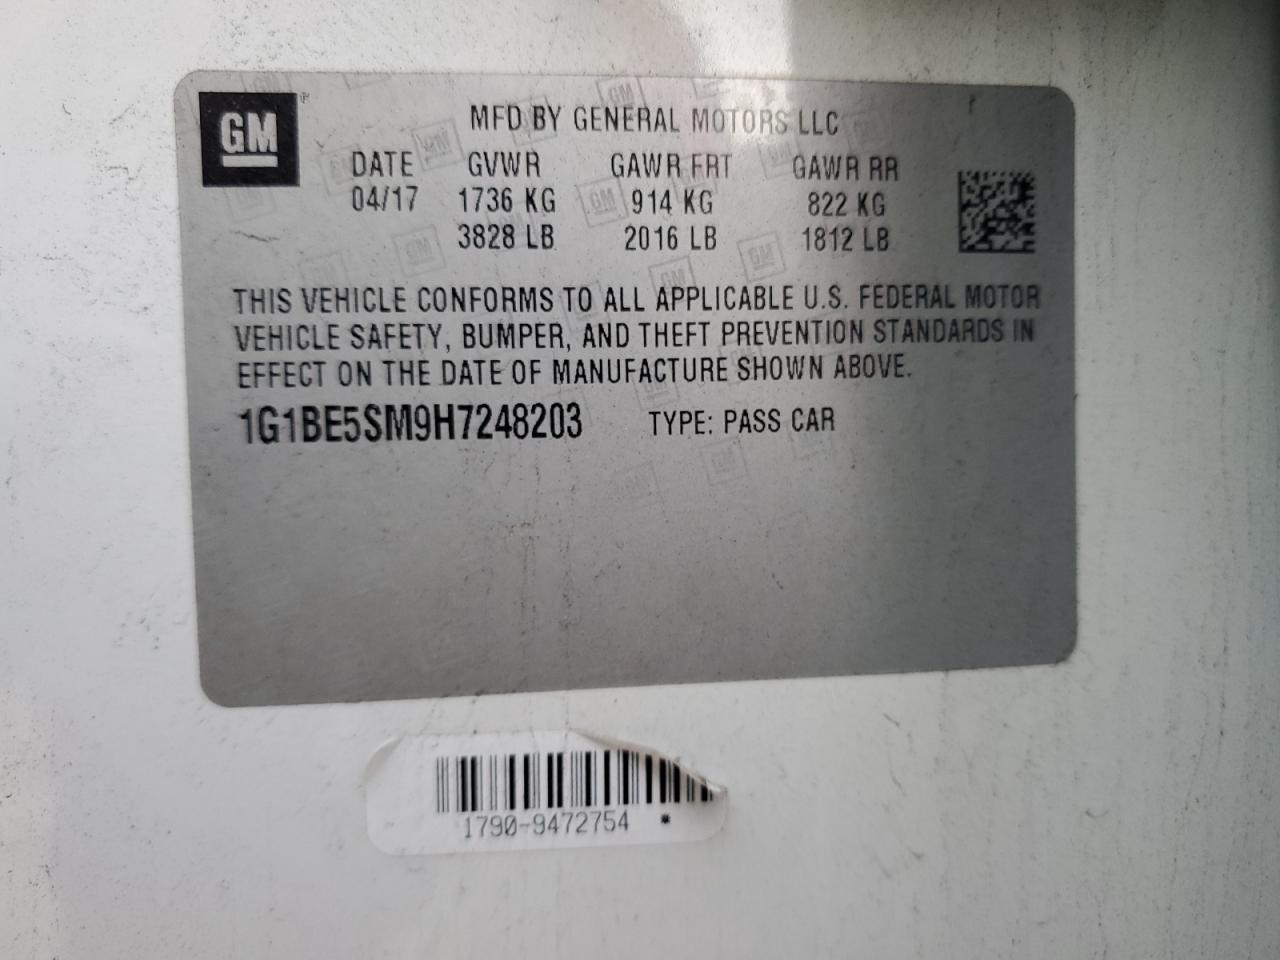 GM
MFD BY GENERAL MOTORS LLC
DATE GVWR GAWR FRT GAWR RR
04/17 1736 KG 914 KG 822 KG
3828 LB 2016 LB 1812 LB
THIS VEHICLE CONFORMS TO ALL APPLICABLE U.S. FEDERAL MOTOR
VEHICLE SAFETY, BUMPER, AND THEFT PREVENTION STANDARDS IN
EFFECT ON THE DATE OF MANUFACTURE SHOWN ABOVE.
1G1BE5SM9H7248203 TYPE: PASS CAR
1790-9472754 *